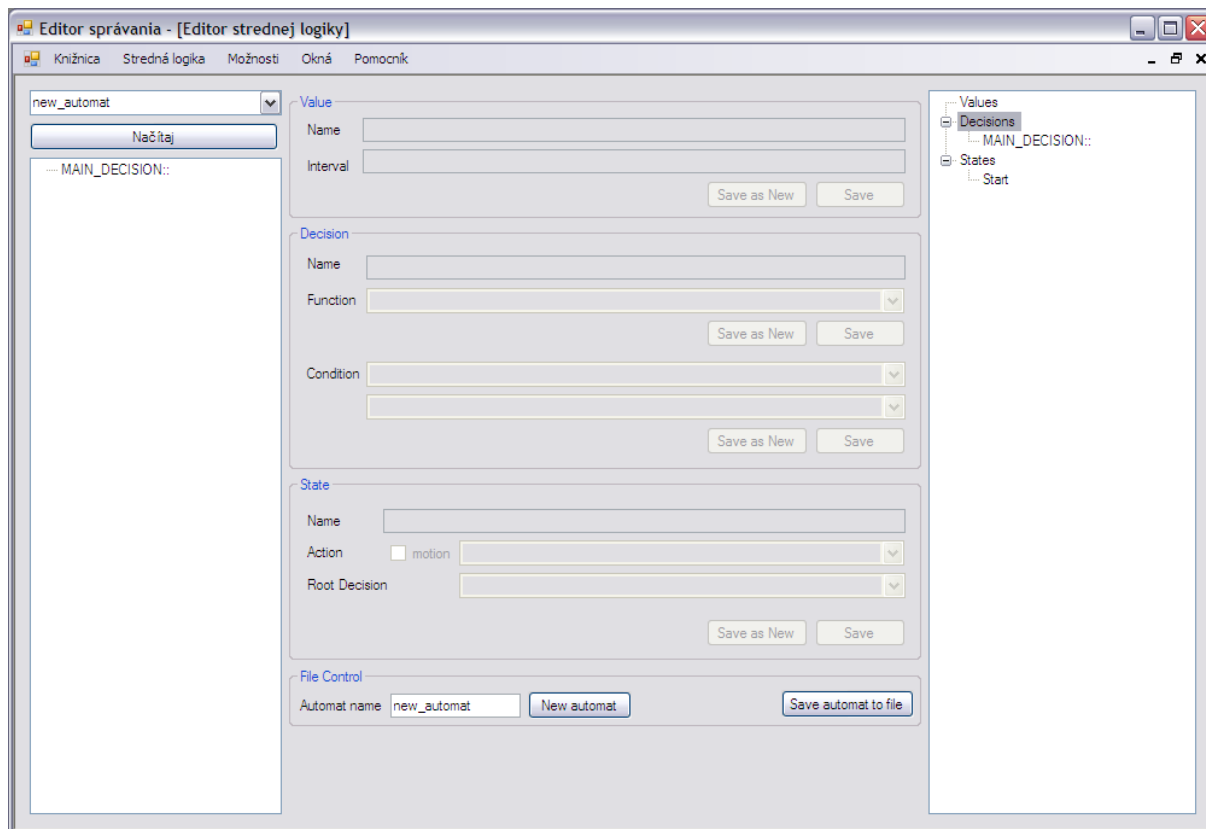 Editor správania - [Editor strednej logiky]
Knižnica Stredná logika Možnosti Okná Pomocník
new_automat
Načítaj
MAIN_DECISION::
Value
Name
Interval
Save as New Save
Decision
Name
Function
Save as New Save
Condition
Save as New Save
State
Name
Action motion
Root Decision
Save as New Save
File Control
Automat name new_automat New automat Save automat to file
Values
Decisions
MAIN_DECISION::
States
Start